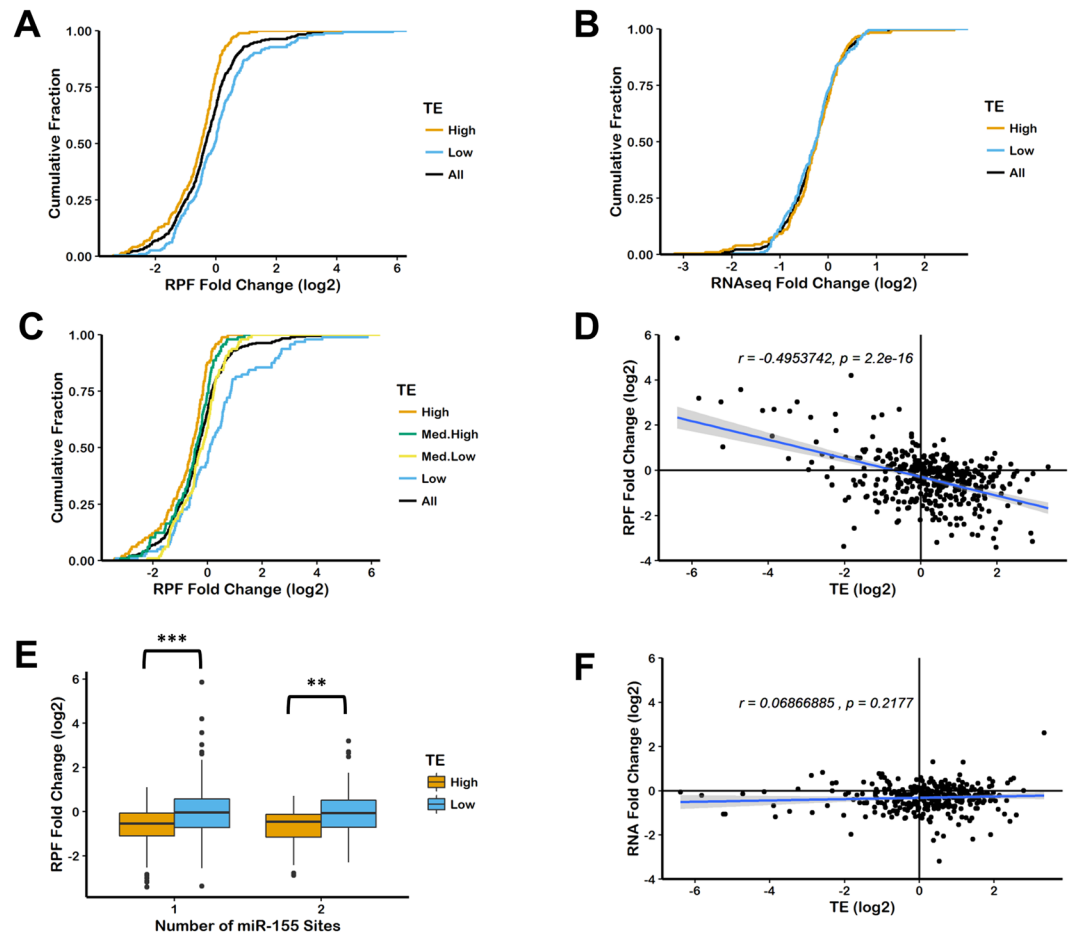 A
1.00
0.75
0.50
0.25
0.00
Cumulative Fraction
-2 0 2 4 6
RPF Fold Change (log2)
TE
High
Low
All
B
1.00
0.75
0.50
0.25
0.00
Cumulative Fraction
-3 -2 -1 0 1 2
RNAseq Fold Change (log2)
TE
High
Low
All
C
1.00
0.75
0.50
0.25
0.00
Cumulative Fraction
-2 0 2 4 6
RPF Fold Change (log2)
TE
High
Med.High
Med.Low
Low
All
D
6
4
2
0
-2
-4
RPF Fold Change (log2)
r = -0.4953742, p = 2.2e-16
-6 -4 -2 0 2
TE (log2)
E
6
4
2
0
-2
RPF Fold Change (log2)
***
**
1 2
Number of miR-155 Sites
TE
High
Low
F
6
4
2
0
-2
-4
RNA Fold Change (log2)
r = 0.06866885 , p = 0.2177
-6 -4 -2 0 2
TE (log2)